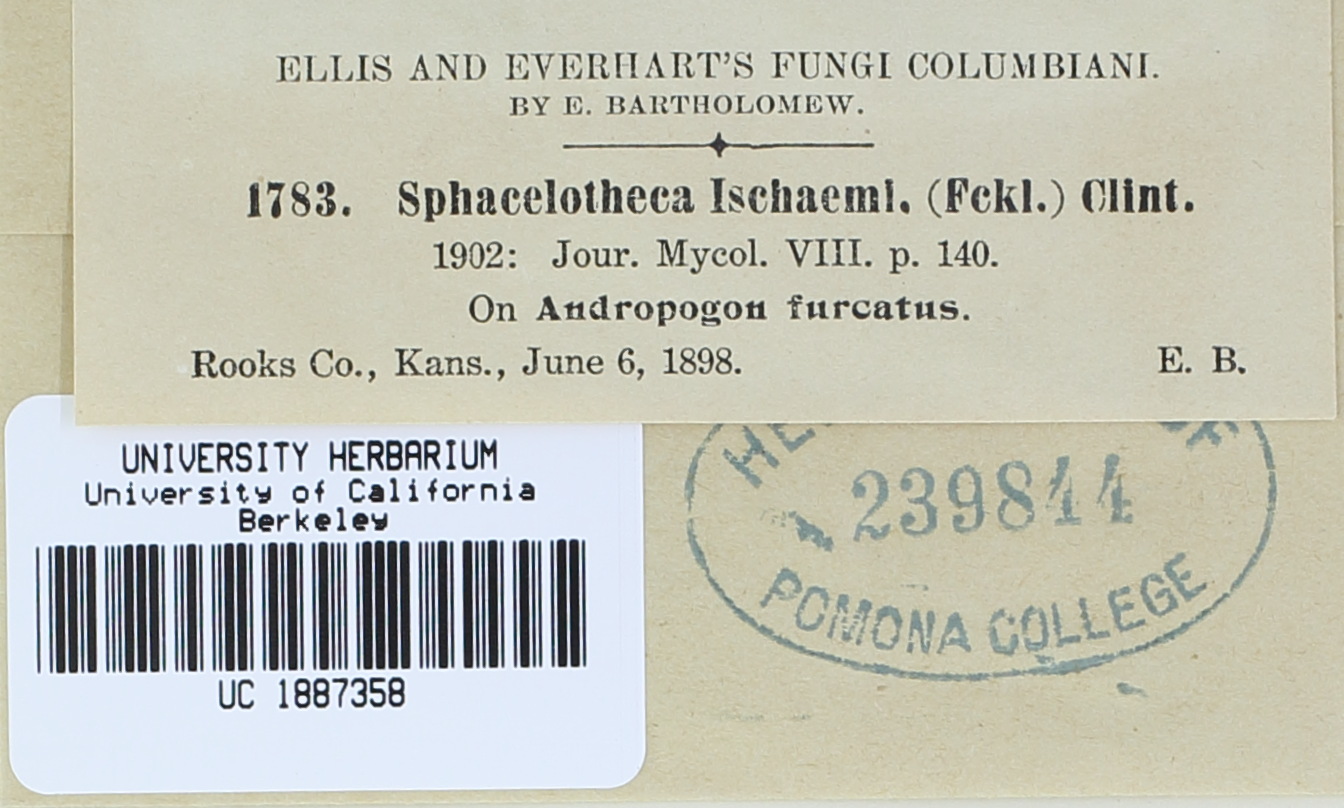 ELLIS AND EVERHART'S FUNGI COLUMBIANI.
BY E. BARTHOLOMEW.
1783. Sphacelotheca Ischaemi. (Fckl.) Clint.
1902: Jour. Mycol. VIII. p. 140.
On Andropogon furcatus.
Rooks Co., Kans., June 6, 1898. E. B.
UNIVERSITY HERBARIUM
University of California
Berkeley
UC 1887358
239844
POMONA COLLEGE